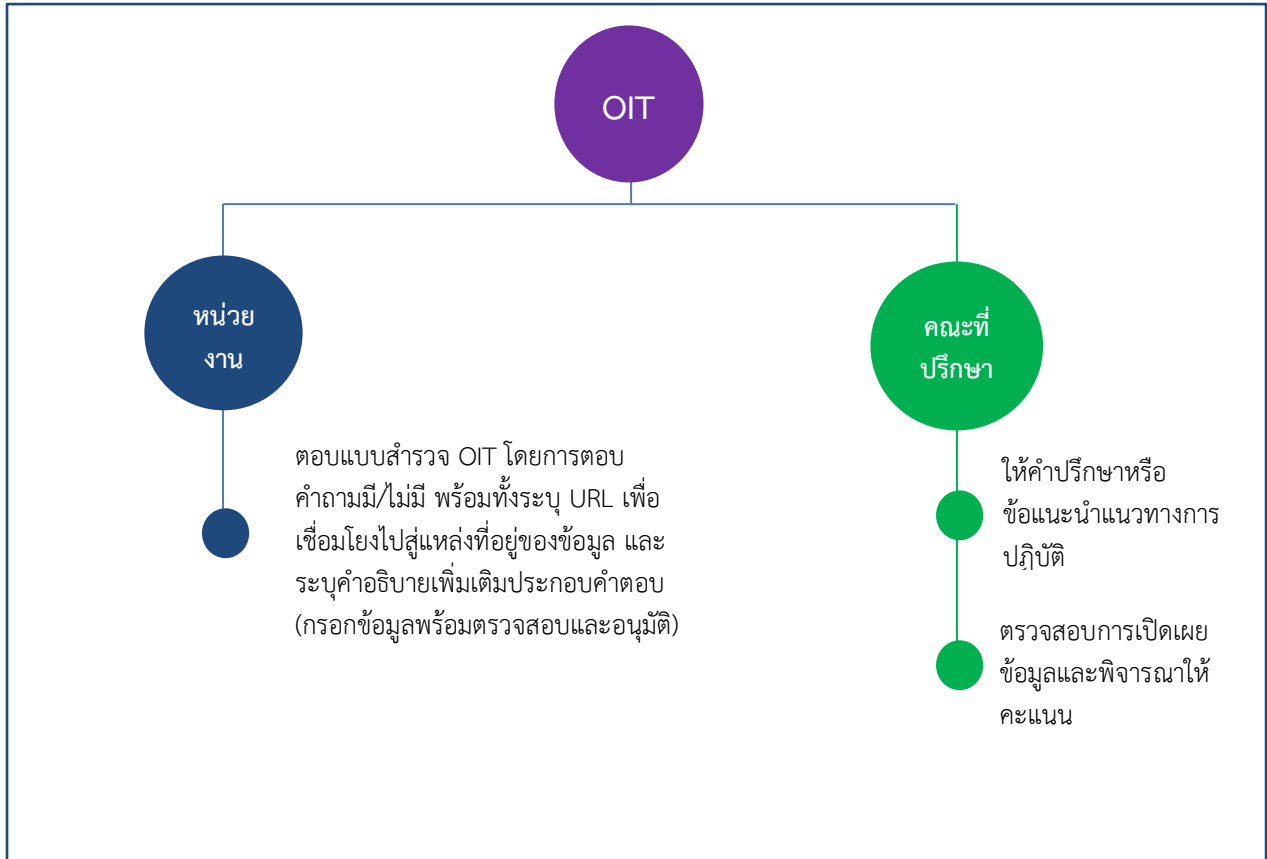 OIT
หน่วย
งาน
คณะที่
ปรึกษา
ตอบแบบสำรวจ OIT โดยการตอบ
คำถามมี/ไม่มี พร้อมทั้งระบุ URL เพื่อ
เชื่อมโยงไปสู่แหล่งที่อยู่ของข้อมูล และ
ระบุคำอธิบายเพิ่มเติมประกอบคำตอบ
(กรอกข้อมูลพร้อมตรวจสอบและอนุมัติ)
ให้คำปรึกษาหรือ
ข้อแนะนำแนวทางการ
ปฏิบัติ
ตรวจสอบการเปิดเผย
ข้อมูลและพิจารณาให้
คะแนน